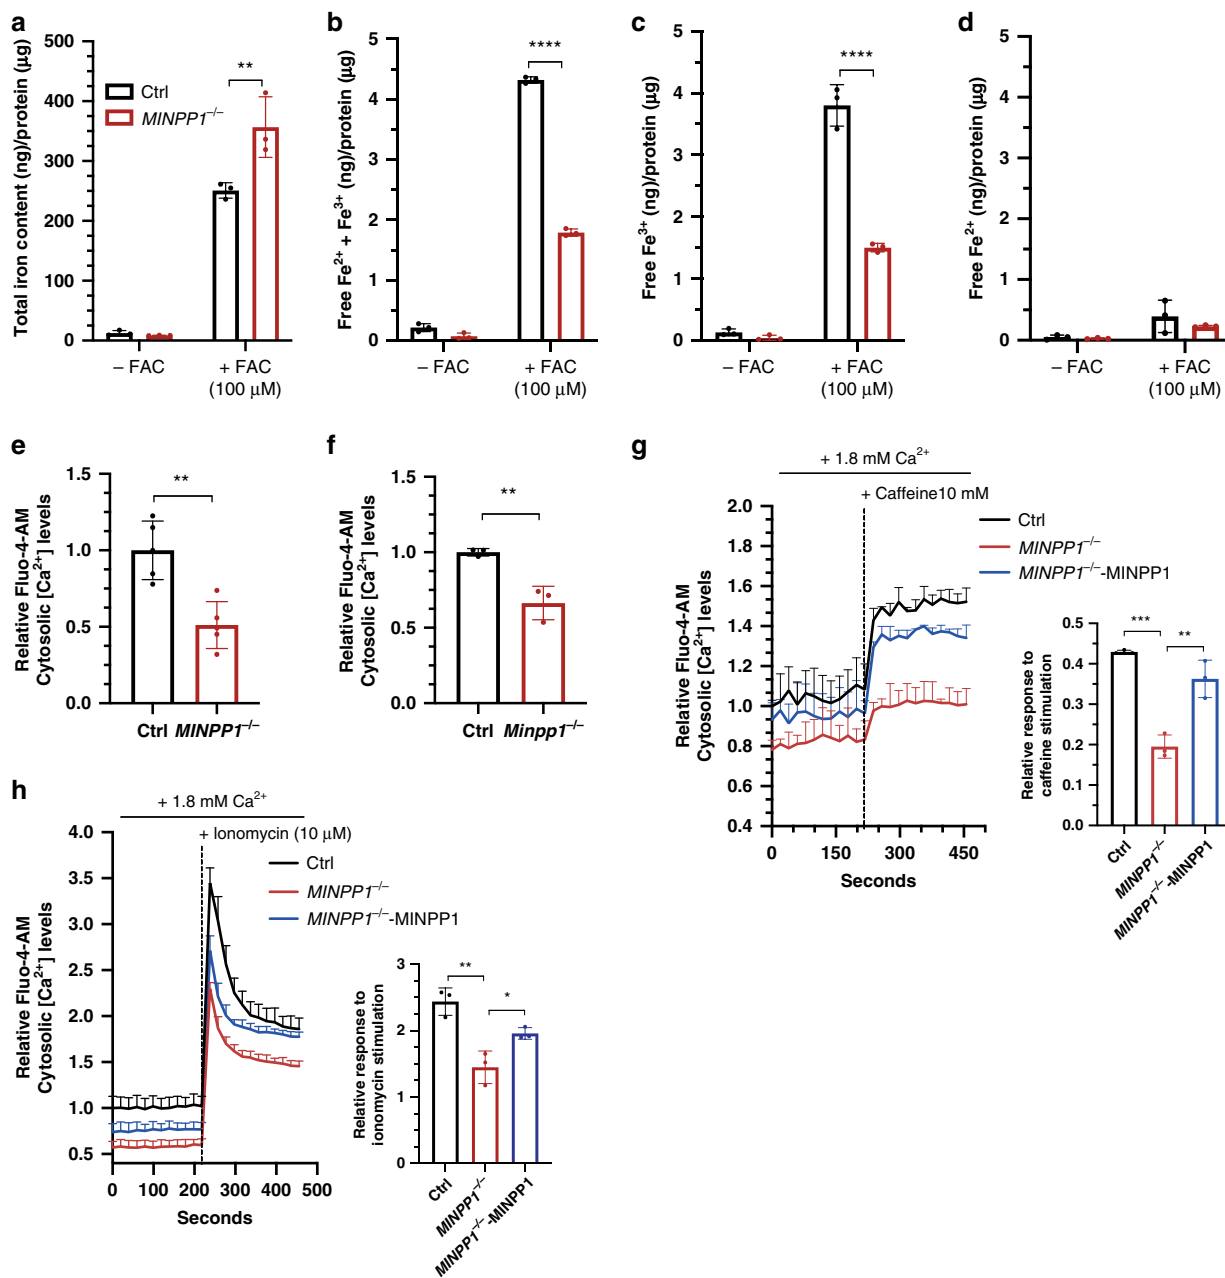 a
Total iron content (ng)/protein (μg)
500
400
300
200
100
0
Ctrl
MINPP1⁻/⁻
**
– FAC
+ FAC
(100 μM)
b
Free Fe²⁺ + Fe³⁺ (ng)/protein (μg)
5
4
3
2
1
0
****
– FAC
+ FAC
(100 μM)
c
Free Fe³⁺ (ng)/protein (μg)
5
4
3
2
1
0
****
– FAC
+ FAC
(100 μM)
d
Free Fe²⁺ (ng)/protein (μg)
5
4
3
2
1
0
– FAC
+ FAC
(100 μM)
e
Relative Fluo-4-AM
Cytosolic [Ca²⁺] levels
1.5
1.0
0.5
0.0
**
Ctrl MINPP1⁻/⁻
f
Relative Fluo-4-AM
Cytosolic [Ca²⁺] levels
1.5
1.0
0.5
0.0
**
Ctrl Minpp1⁻/⁻
g
+ 1.8 mM Ca²⁺
+ Caffeine10 mM
Relative Fluo-4-AM
Cytosolic [Ca²⁺] levels
2.0
1.8
1.6
1.4
1.2
1.0
0.8
0.6
0.4
0 150 300 450
Seconds
Ctrl
MINPP1⁻/⁻
MINPP1⁻/⁻-MINPP1
Relative response to
caffeine stimulation
0.5
0.4
0.3
0.2
0.1
0.0
*** **
Ctrl
MINPP1⁻/⁻
MINPP1⁻/⁻-MINPP1
h
+ 1.8 mM Ca²⁺
+ Ionomycin (10 μM)
Relative Fluo-4-AM
Cytosolic [Ca²⁺] levels
4.0
3.5
3.0
2.5
2.0
1.5
1.0
0.5
0 100 200 300 400 500
Seconds
Ctrl
MINPP1⁻/⁻
MINPP1⁻/⁻-MINPP1
Relative response to
ionomycin stimulation
3
2
1
0
** *
Ctrl
MINPP1⁻/⁻
MINPP1⁻/⁻-MINPP1